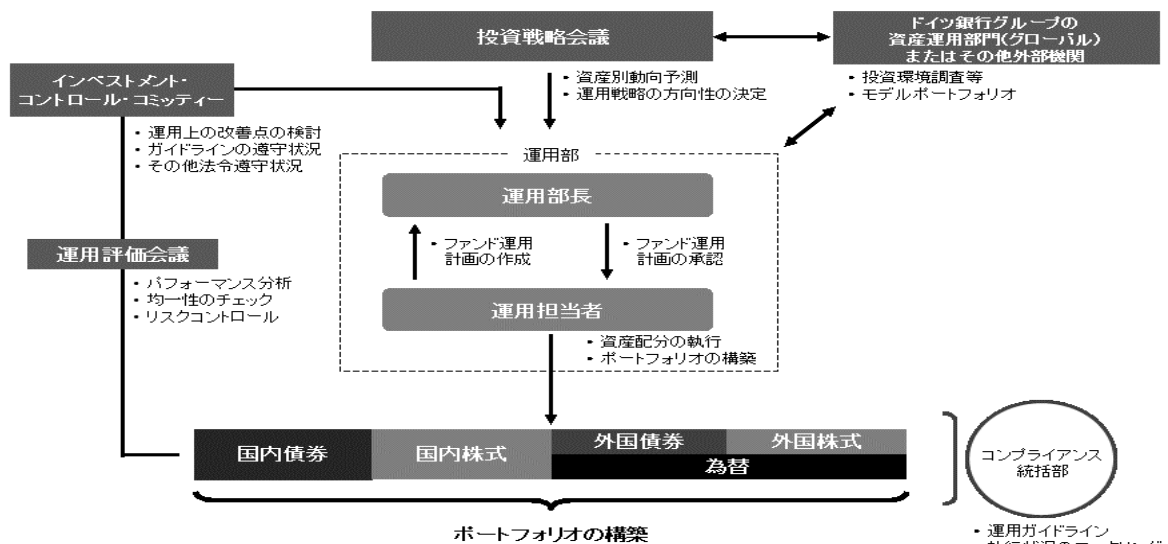 投資戦略会議
ドイツ銀行グループの
資産運用部門(グローバル)
またはその他外部機関
・資産別動向予測
・運用戦略の方向性の決定
・投資環境調査等
・モデルポートフォリオ
インベストメント・
コントロール・コミッティー
・運用上の改善点の検討
・ガイドラインの遵守状況
・その他法令遵守状況
運用部
運用部長
・ファンド運用
計画の作成
・ファンド運用
計画の承認
運用評価会議
・パフォーマンス分析
・均一性のチェック
・リスクコントロール
運用担当者
・資産配分の執行
・ポートフォリオの構築
国内債券
国内株式
外国債券
外国株式
為替
コンプライアンス
統括部
ポートフォリオの構築
・運用ガイドライン